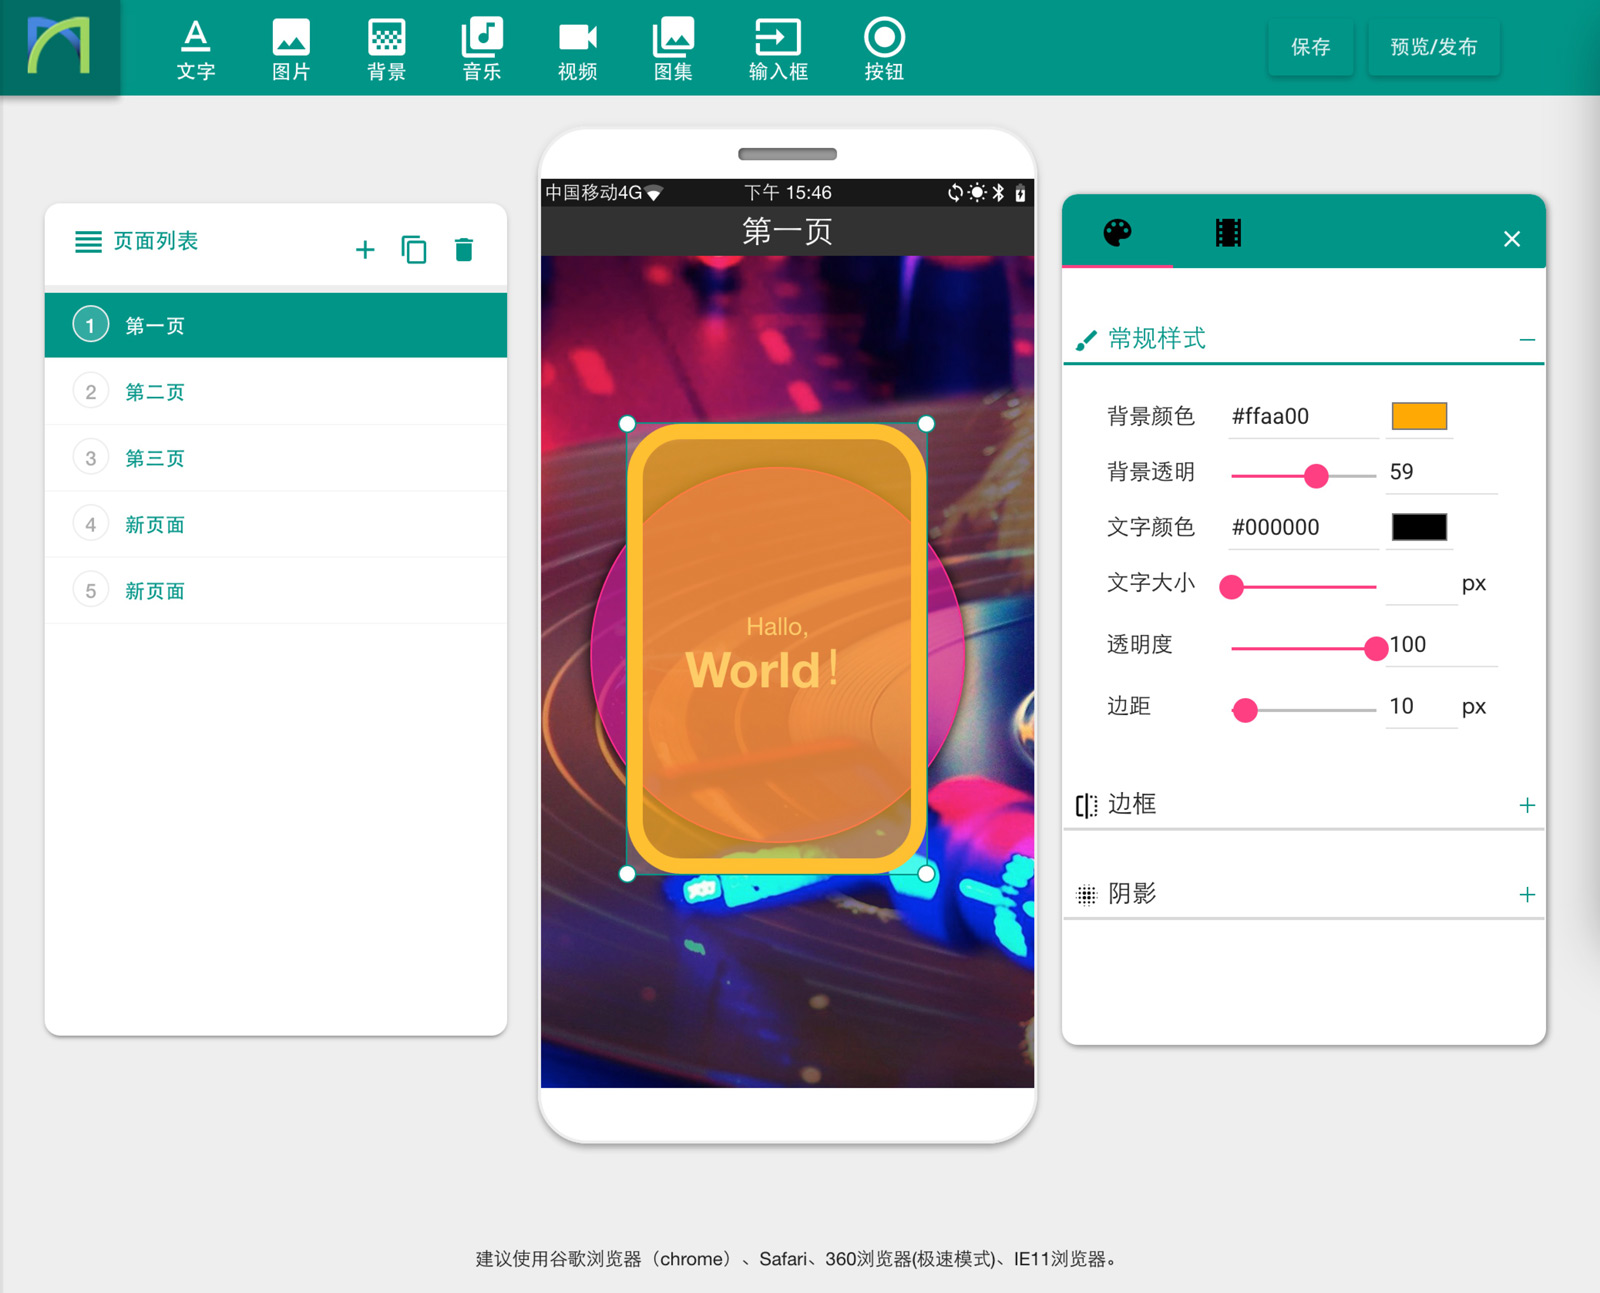 文字
图片
背景
音乐
视频
图集
输入框
按钮
保存
预览/发布
页面列表
1 第一页
2 第二页
3 第三页
4 新页面
5 新页面
中国移动4G 下午 15:46
第一页
Hallo,
World!
常规样式
背景颜色 #ffaa00
背景透明 59
文字颜色 #000000
文字大小 px
透明度 100
边距 10 px
边框
阴影
建议使用谷歌浏览器（chrome）、Safari、360浏览器(极速模式)、IE11浏览器。